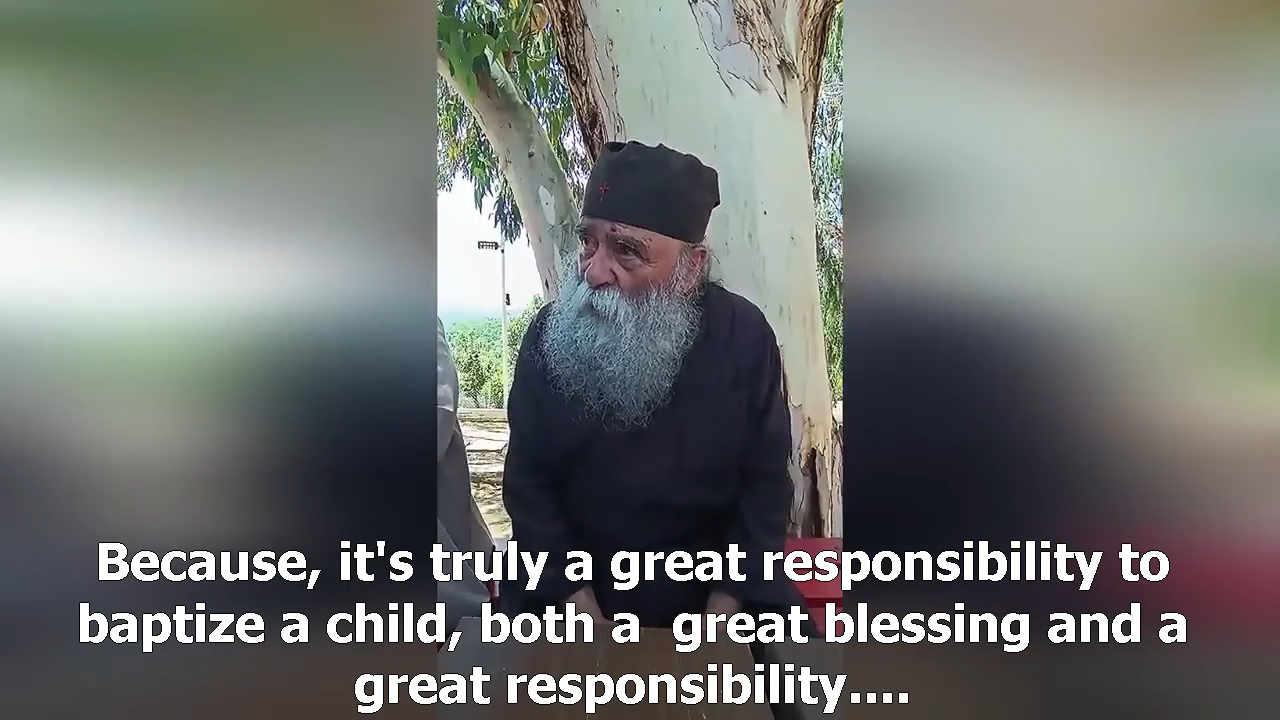 Because, it's truly a great responsibility to
baptize a child, both a  great blessing and a
great responsibility....